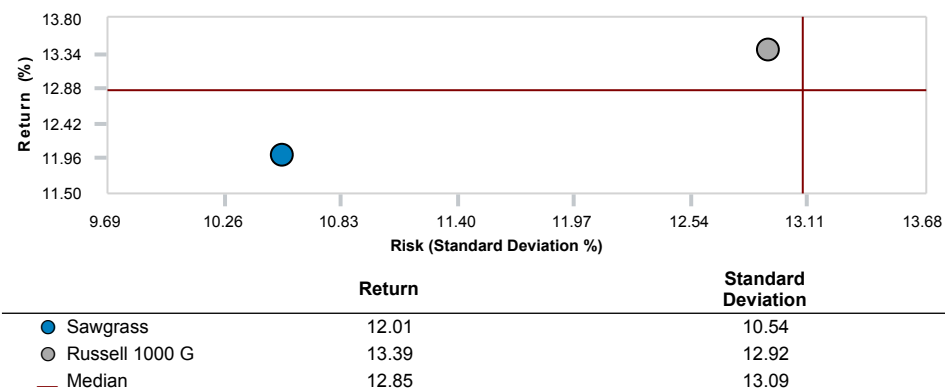 13.80
13.34
12.88
12.42
11.96
11.50
Return (%)
9.69 10.26 10.83 11.40 11.97 12.54 13.11 13.68
Risk (Standard Deviation %)
Return Standard
Deviation
Sawgrass 12.01 10.54
Russell 1000 G 13.39 12.92
Median 12.85 13.09